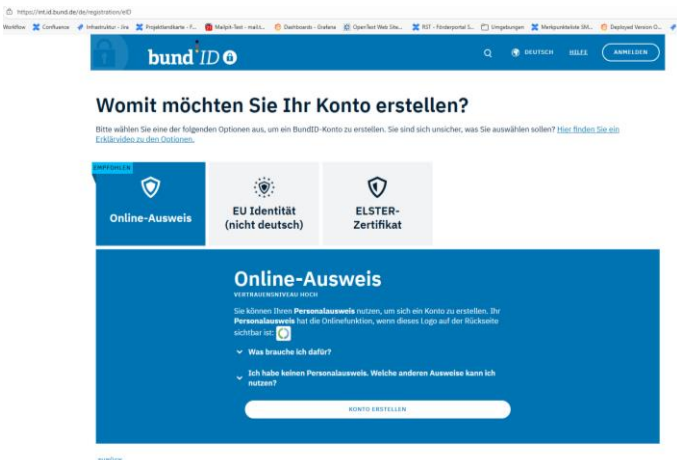 https://int.id.bund.de/de/registration/eID
Workflow Confluence Infrastruktur - Jira Projektlandkarte - F... Mailpit-Test - mailit... Dashboards - Grafana OpenText Web Site... RST - Förderportal S... Umgebungen Merkpunkteliste SM... Deployed Version O...
bundID DEUTSCH HILFE ANMELDEN
Womit möchten Sie Ihr Konto erstellen?
Bitte wählen Sie eine der folgenden Optionen aus, um ein BundID-Konto zu erstellen. Sie sind sich unsicher, was Sie auswählen sollen? Hier finden Sie ein
Erklärvideo zu den Optionen.
EMPFOHLEN
Online-Ausweis
EU Identität
(nicht deutsch)
ELSTER-
Zertifikat
Online-Ausweis
VERTRAUENSNIVEAU HOCH
Sie können Ihren Personalausweis nutzen, um sich ein Konto zu erstellen. Ihr
Personalausweis hat die Onlinefunktion, wenn dieses Logo auf der Rückseite
sichtbar ist:
Was brauche ich dafür?
Ich habe keinen Personalausweis. Welche anderen Ausweise kann ich
nutzen?
KONTO ERSTELLEN